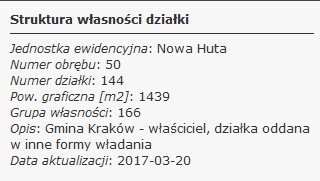 Struktura własności działki
Jednostka ewidencyjna: Nowa Huta
Numer obrębu: 50
Numer działki: 144
Pow. graficzna [m2]: 1439
Grupa własności: 166
Opis: Gmina Kraków - właściciel, działka oddana
w inne formy władania
Data aktualizacji: 2017-03-20